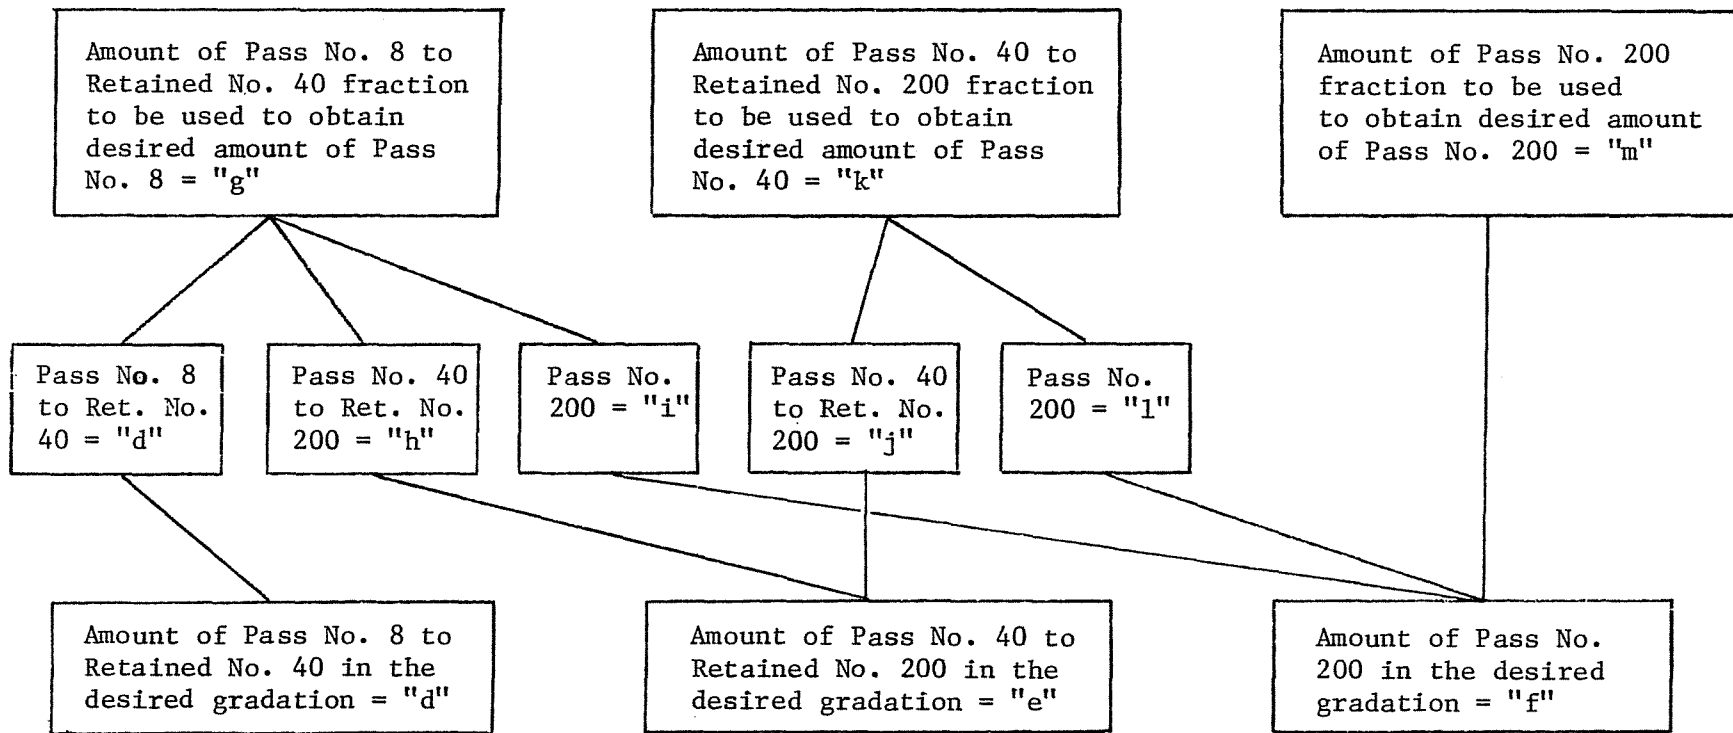 Amount of Pass No. 8 to
Retained No. 40 fraction
to be used to obtain
desired amount of Pass
No. 8 = "g"
Amount of Pass No. 40 to
Retained No. 200 fraction
to be used to obtain
desired amount of Pass
No. 40 = "k"
Amount of Pass No. 200
fraction to be used
to obtain desired amount
of Pass No. 200 = "m"
Pass No. 8
to Ret. No.
40 = "d"
Pass No. 40
to Ret. No.
200 = "h"
Pass No.
200 = "i"
Pass No. 40
to Ret. No.
200 = "j"
Pass No.
200 = "l"
Amount of Pass No. 8 to
Retained No. 40 in the
desired gradation = "d"
Amount of Pass No. 40 to
Retained No. 200 in the
desired gradation = "e"
Amount of Pass No.
200 in the desired
gradation = "f"